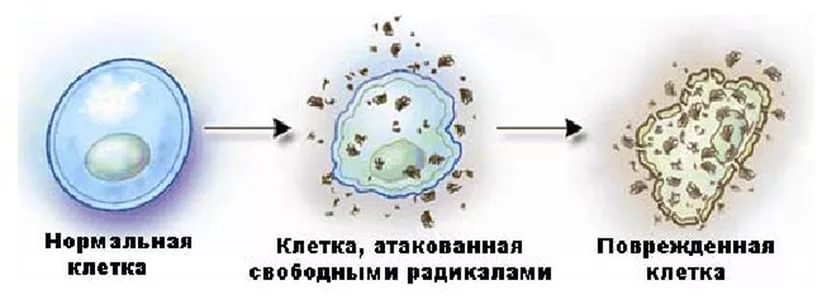 Нормальная
клетка
Клетка, атакованная
свободными радикалами
Поврежденная
клетка